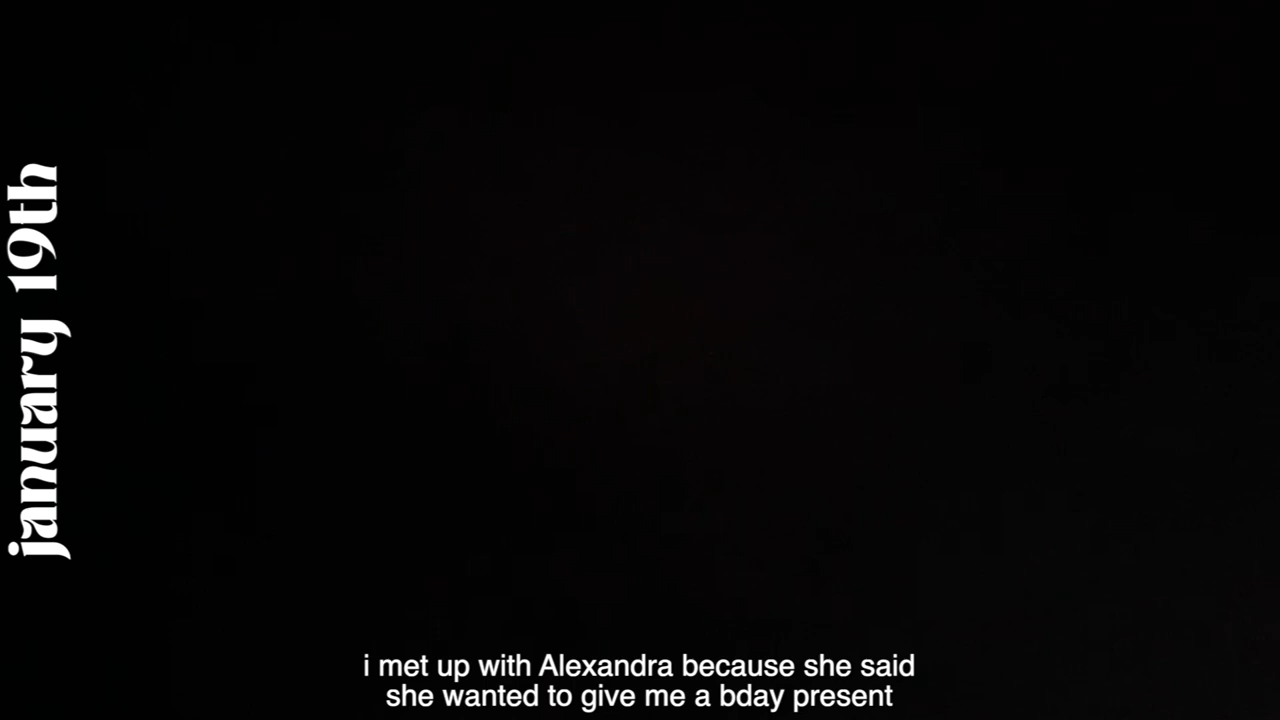 january 19th
i met up with Alexandra because she said
she wanted to give me a bday present